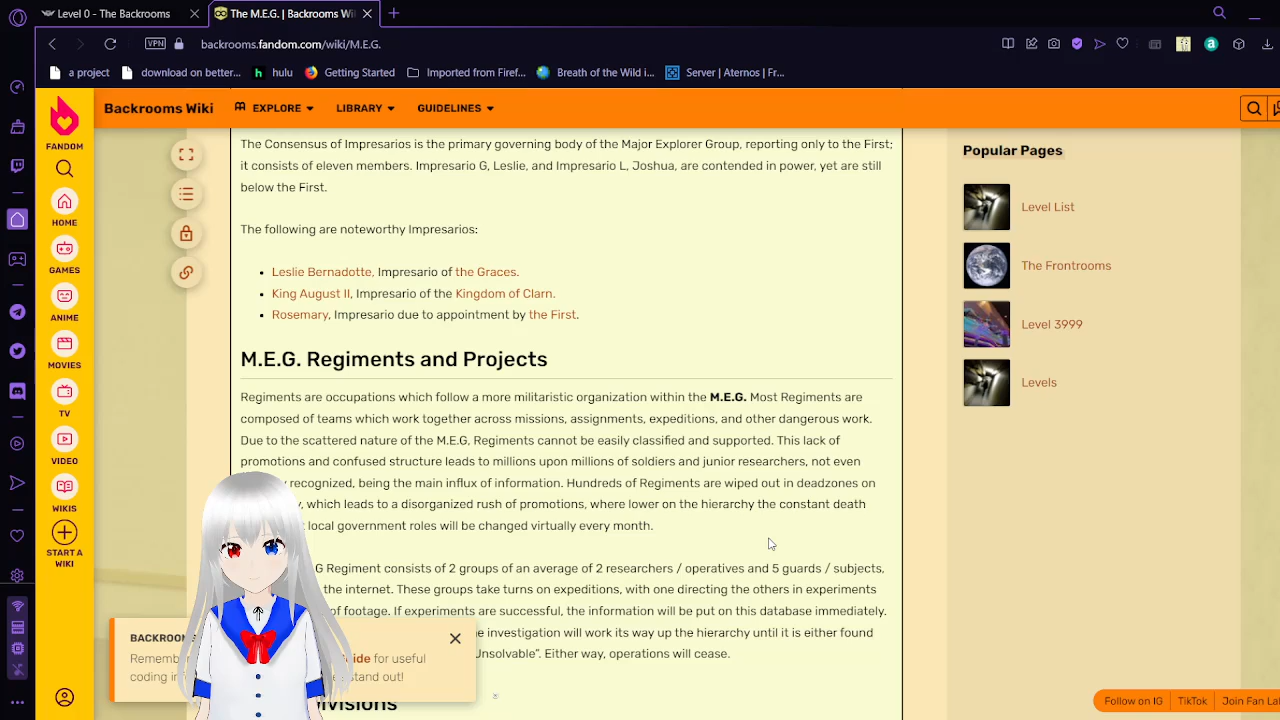 Level 0 - Backrooms
The M.E.G. | Backrooms Wi
VPN
backrooms.fandom.com/wiki/M.E.G.
a project
download on better...
hulu
Getting Started
Imported from Firef...
Breath of the Wild i...
Server | Aternos | Fr...
FANDOM
HOME
GAMES
ANIME
MOVIES
TV
VIDEO
WIKIS
START A
WIKI
Backrooms Wiki
EXPLORE
LIBRARY
GUIDELINES
The Consensus of Impresarios is the primary governing body of the Major Explorer Group, reporting only to the First;
it consists of eleven members. Impresario G, Leslie, and Impresario L, Joshua, are contended in power, yet are still
below the First.
The following are noteworthy Impresarios:
Leslie Bernadotte, Impresario of the Graces.
King August II, Impresario of the Kingdom of Clarn.
Rosemary, Impresario due to appointment by the First.
M.E.G. Regiments and Projects
Regiments are occupations which follow a more militaristic organization within the M.E.G. Most Regiments are
composed of teams which work together across missions, assignments, expeditions, and other dangerous work.
Due to the scattered nature of the M.E.G, Regiments cannot be easily classified and supported. This lack of
promotions and confused structure leads to millions upon millions of soldiers and junior researchers, not even
recognized, being the main influx of information. Hundreds of Regiments are wiped out in deadzones on
which leads to a disorganized rush of promotions, where lower on the hierarchy the constant death
local government roles will be changed virtually every month.
G Regiment consists of 2 groups of an average of 2 researchers / operatives and 5 guards / subjects,
the internet. These groups take turns on expeditions, with one directing the others in experiments
of footage. If experiments are successful, the information will be put on this database immediately.
investigation will work its way up the hierarchy until it is either found
Unsolvable". Either way, operations will cease.
for useful
coding
stand out!
Popular Pages
Level List
The Frontrooms
Level 3999
Levels
Follow on IG
TikTok
Join Fan La